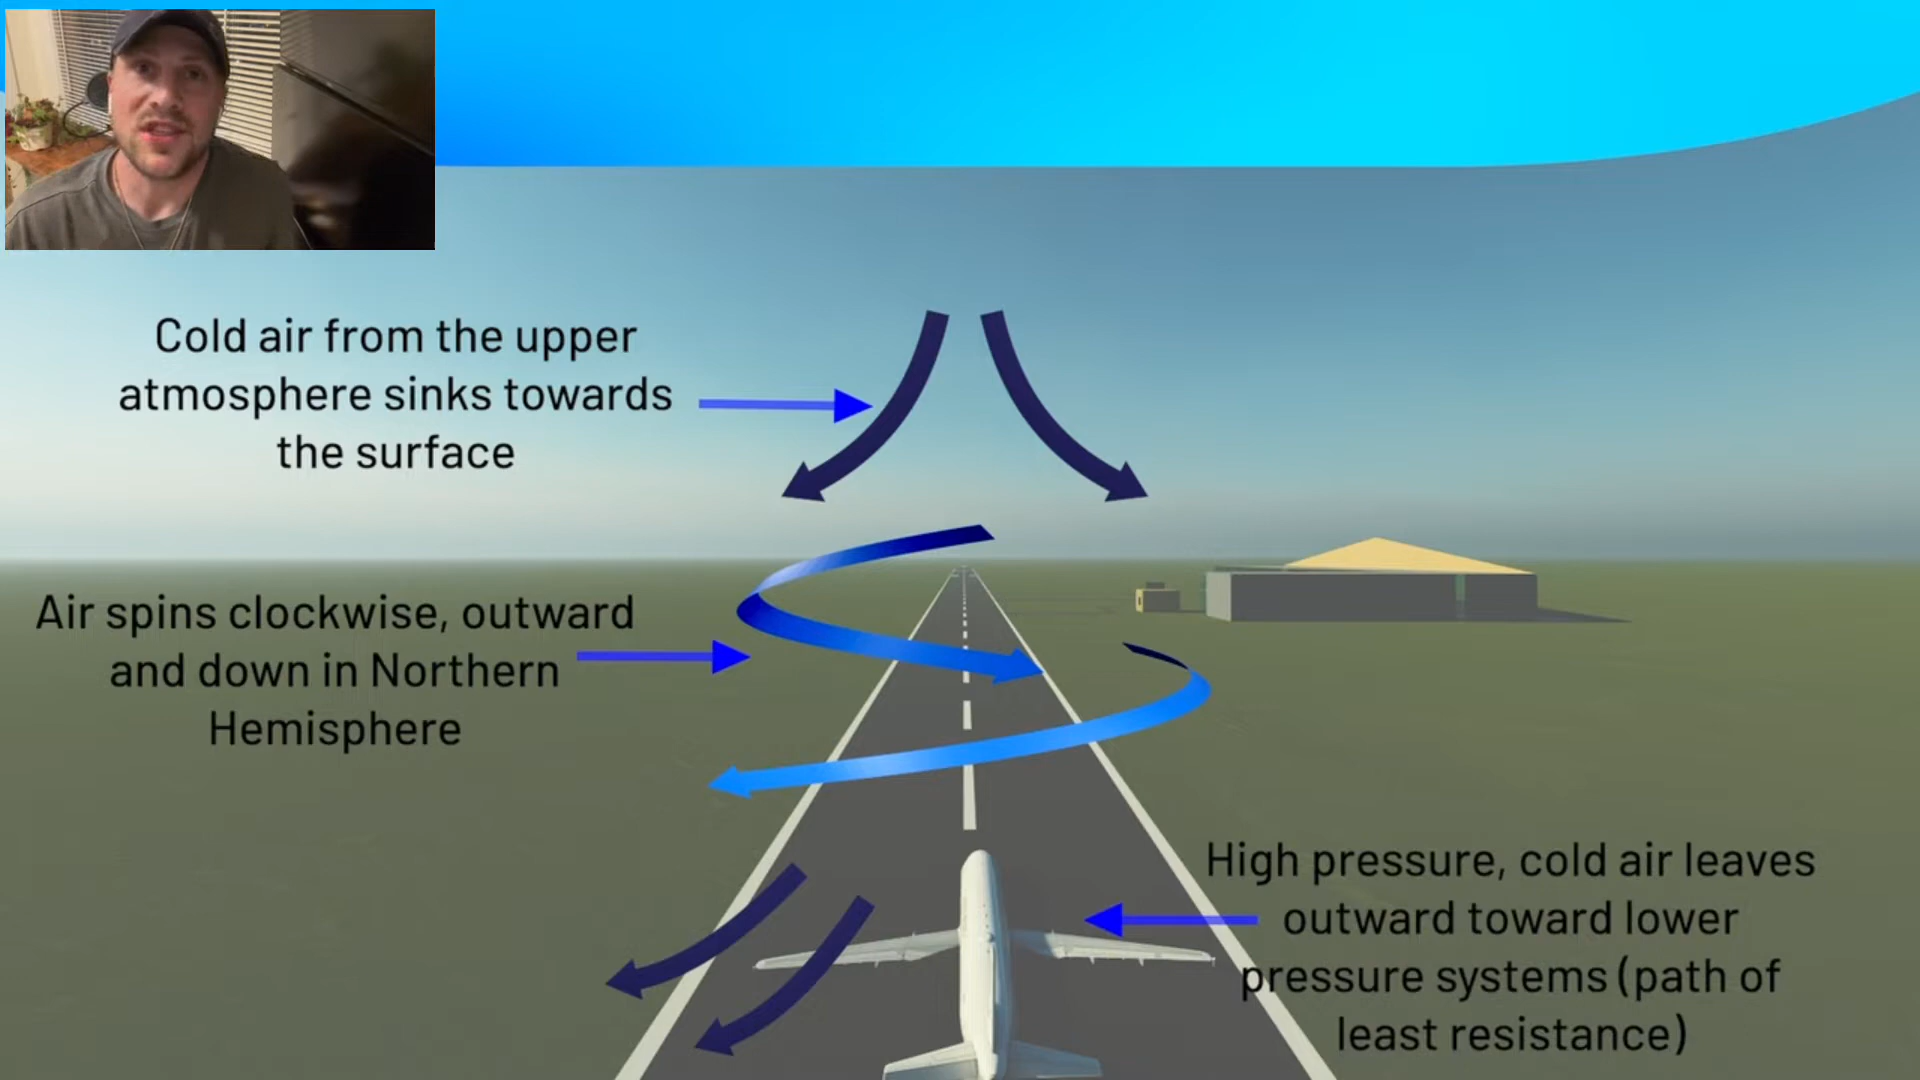 Cold air from the upper
atmosphere sinks towards
the surface
Air spins clockwise, outward
and down in Northern
Hemisphere
High pressure, cold air leaves
outward toward lower
pressure systems (path of
least resistance)